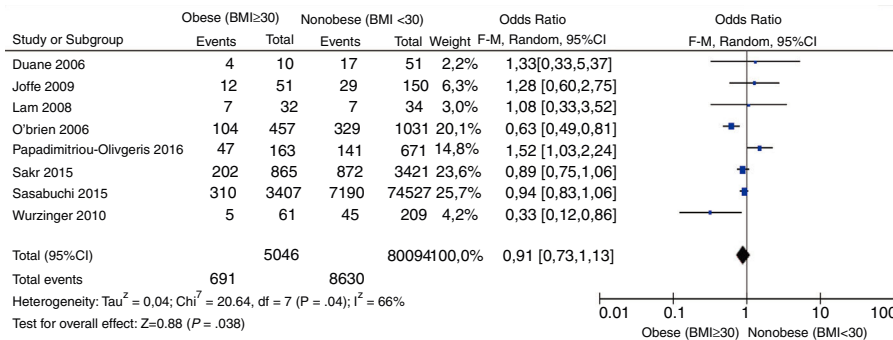 Obese (BMI≥30) Nonobese (BMI <30) Odds Ratio Odds Ratio
Study or Subgroup Events Total Events Total Weight F-M, Random, 95%CI F-M, Random, 95%CI
Duane 2006 4 10 17 51 2,2% 1,33[0,33,5,37]
Joffe 2009 12 51 29 150 6,3% 1,28 [0,60,2,75]
Lam 2008 7 32 7 34 3,0% 1,08 [0,33,3,52]
O'brien 2006 104 457 329 1031 20,1% 0,63 [0,49,0,81]
Papadimitriou-Olivgeris 2016 47 163 141 671 14,8% 1,52 [1,03,2,24]
Sakr 2015 202 865 872 3421 23,6% 0,89 [0,75,1,06]
Sasabuchi 2015 310 3407 7190 74527 25,7% 0,94 [0,83,1,06]
Wurzinger 2010 5 61 45 209 4,2% 0,33 [0,12,0,86]
Total (95%CI) 5046 80094 100,0% 0,91 [0,73,1,13]
Total events 691 8630
Heterogeneity: Tau^z = 0,04; Chi^7 = 20.64, df = 7 (P = .04); I^z = 66%
Test for overall effect: Z=0.88 (P = .038)
0.01 0.1 1 10 100
Obese (BMI≥30) Nonobese (BMI<30)